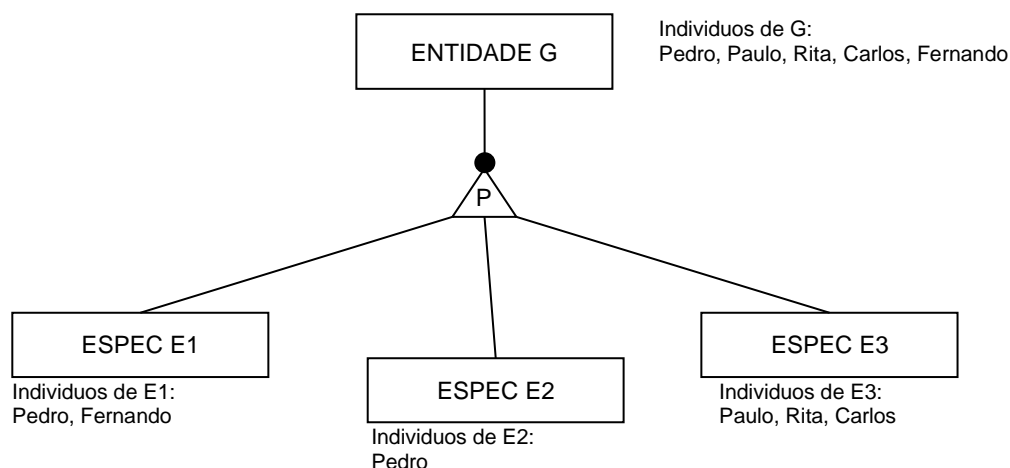 ENTIDADE G
Individuos de G:
Pedro, Paulo, Rita, Carlos, Fernando
P
ESPEC E1
Individuos de E1:
Pedro, Fernando
ESPEC E2
Individuos de E2:
Pedro
ESPEC E3
Individuos de E3:
Paulo, Rita, Carlos